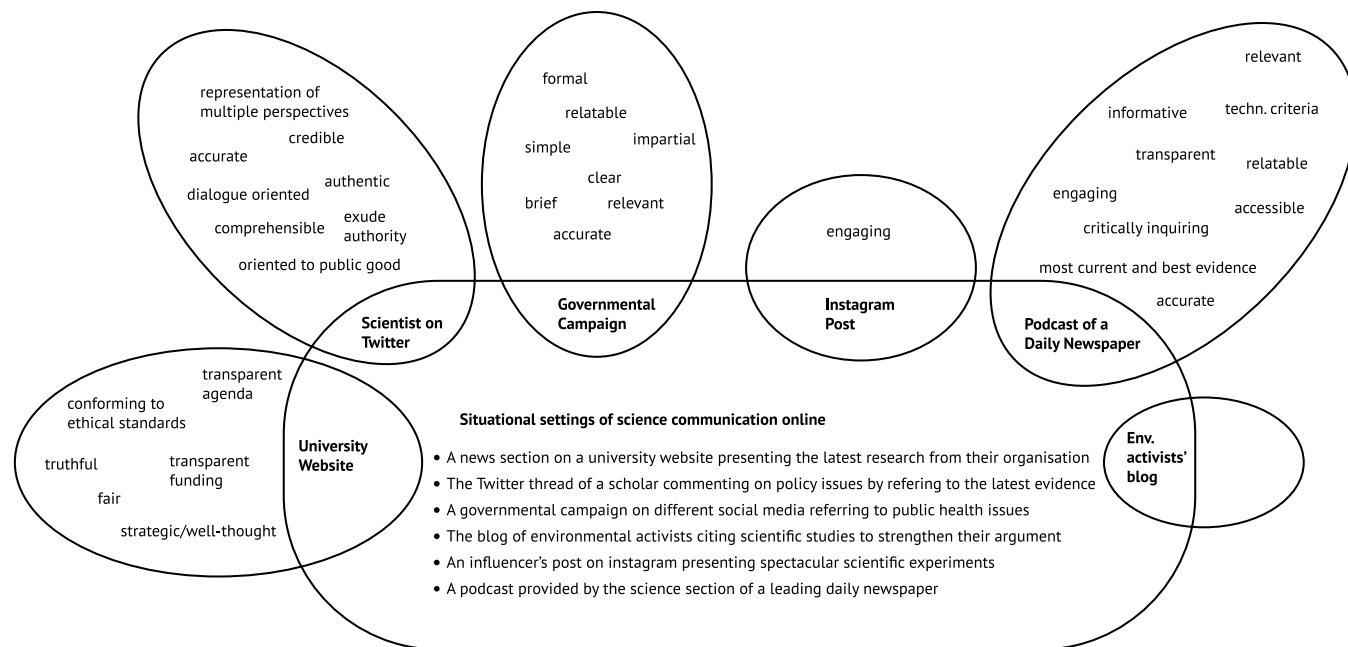 representation of
multiple perspectives
credible
accurate
authentic
dialogue oriented
exude
authority
comprehensible
oriented to public good
Scientist on
Twitter
formal
relatable
simple
impartial
clear
brief
relevant
accurate
Governmental
Campaign
engaging
Instagram
Post
relevant
informative
techn. criteria
transparent
relatable
engaging
accessible
critically inquiring
most current and best evidence
accurate
Podcast of a
Daily Newspaper
transparent
agenda
conforming to
ethical standards
truthful
transparent
funding
fair
strategic/well-thought
University
Website
Env.
activists’
blog
Situational settings of science communication online
• A news section on a university website presenting the latest research from their organisation
• The Twitter thread of a scholar commenting on policy issues by refering to the latest evidence
• A governmental campaign on different social media referring to public health issues
• The blog of environmental activists citing scientific studies to strengthen their argument
• An influencer’s post on instagram presenting spectacular scientific experiments
• A podcast provided by the science section of a leading daily newspaper